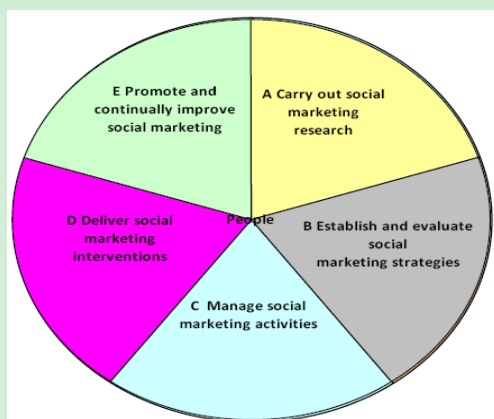 E Promote and
continually improve
social marketing
A Carry out social
marketing
research
People
D Deliver social
marketing
interventions
B Establish and evaluate
social
marketing strategies
C Manage social
marketing activities